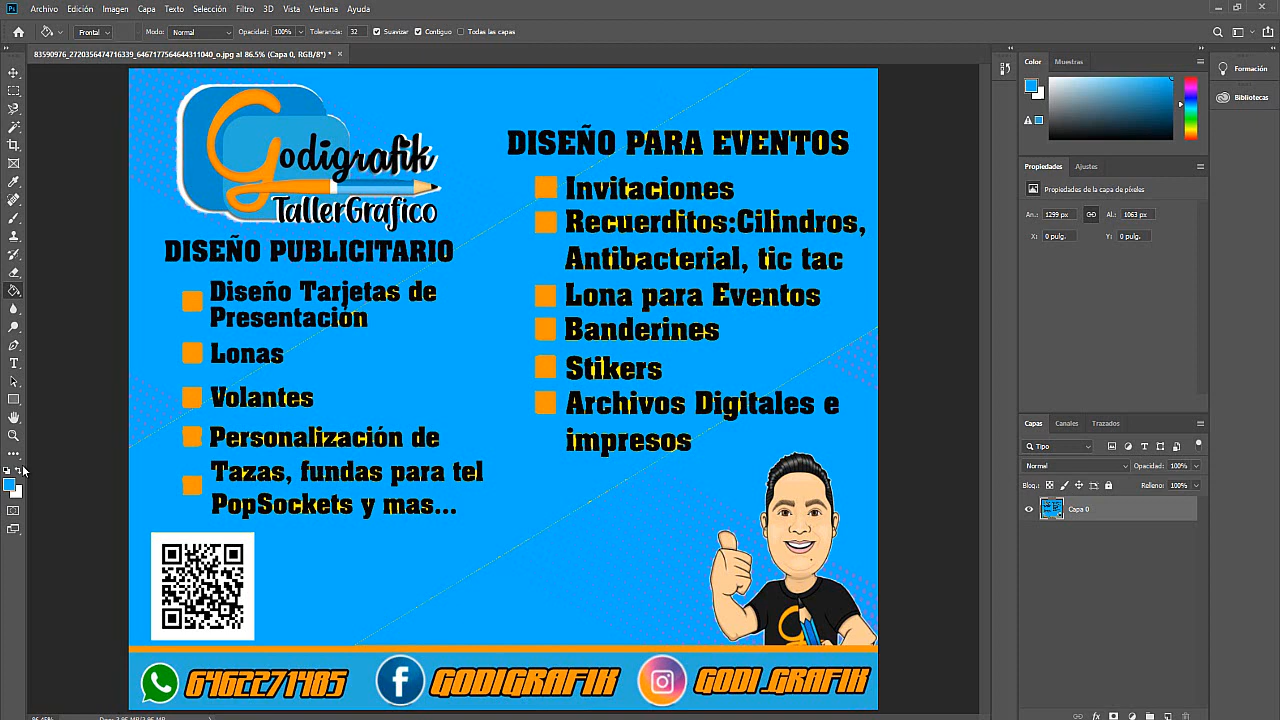 Archivo Edición Imagen Capa Texto Selección Filtro 3D Vista Ventana Ayuda
Frontal Modo: Normal Opacidad: 100% Tolerancia: 32 Suavizar Contiguo Todas las capas
83590976_2720356474716339_6467177564644311040_o.jpg al 86.5% (Capa 0, RGB/8*) *
Godigrafik
TallerGrafico
DISEÑO PUBLICITARIO
Diseño Tarjetas de
Presentación
Lonas
Volantes
Personalización de
Tazas, fundas para tel
PopSockets y mas...
DISEÑO PARA EVENTOS
Invitaciones
Recuerditos:Cilindros,
Antibacterial, tic tac
Lona para Eventos
Banderines
Stikers
Archivos Digitales e
impresos
6462271485 GODIGRAFIK GODI_GRAFIK
Color Muestras
Propiedades Ajustes
Propiedades de la capa de píxeles
An.: 1299 px Al.: 1063 px
X: 0 pulg. Y: 0 pulg.
Capas Canales Trazados
Tipo
Normal Opacidad: 100%
Bloq.: Relleno: 100%
Capa 0
Formación
Bibliotecas